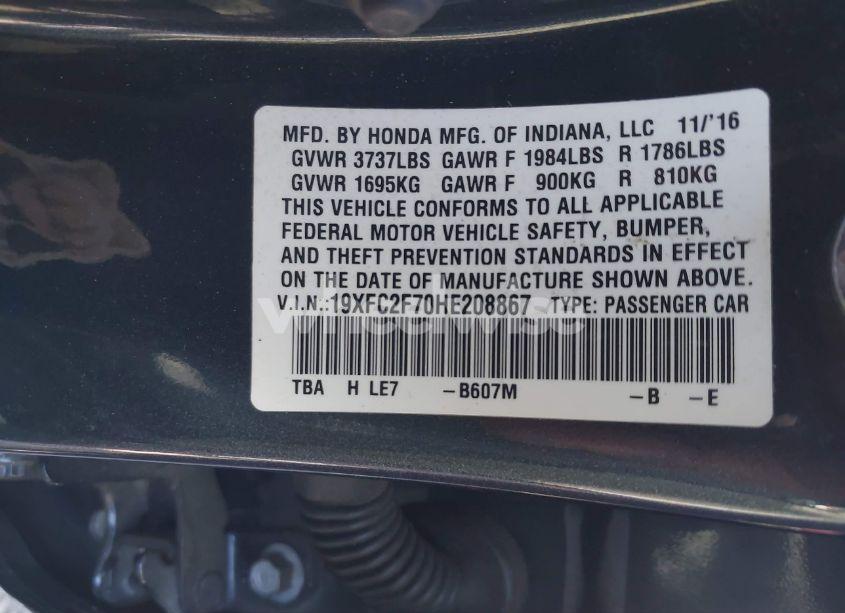 MFD. BY HONDA MFG. OF INDIANA, LLC 11/'16
GVWR 3737LBS GAWR F 1984LBS R 1786LBS
GVWR 1695KG GAWR F 900KG R 810KG
THIS VEHICLE CONFORMS TO ALL APPLICABLE
FEDERAL MOTOR VEHICLE SAFETY, BUMPER,
AND THEFT PREVENTION STANDARDS IN EFFECT
ON THE DATE OF MANUFACTURE SHOWN ABOVE.
V.I.N.:19XFC2F70HE208867 TYPE: PASSENGER CAR
wheelwise
TBA H LE7 -B607M -B -E